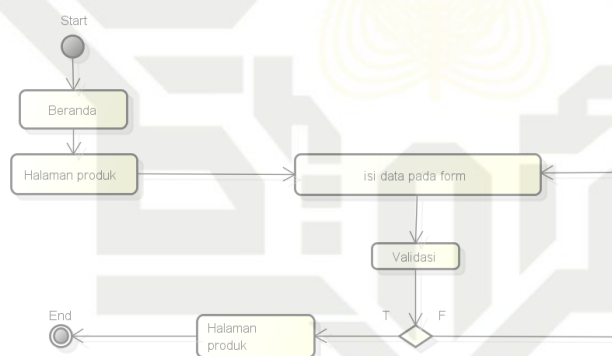 Start
Beranda
Halaman produk
isi data pada form
Validasi
T
F
Halaman
produk
End